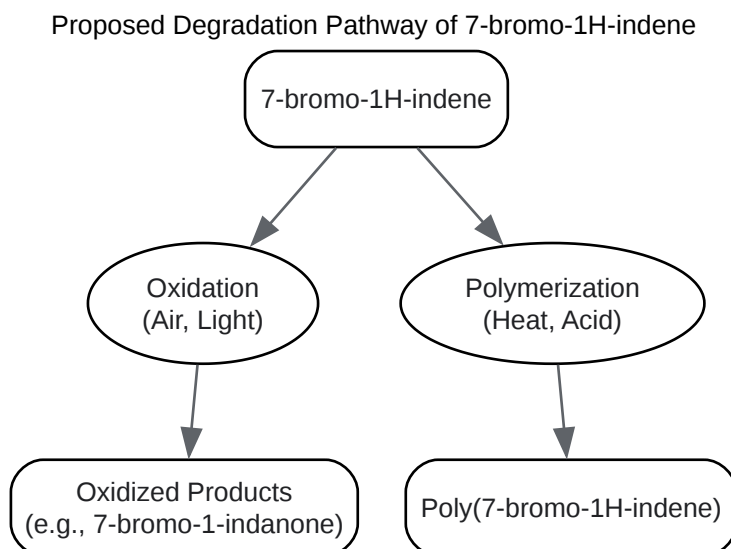 Proposed Degradation Pathway of 7-bromo-1H-indene
7-bromo-1H-indene
Oxidation
(Air, Light)
Polymerization
(Heat, Acid)
Oxidized Products
(e.g., 7-bromo-1-indanone)
Poly(7-bromo-1H-indene)